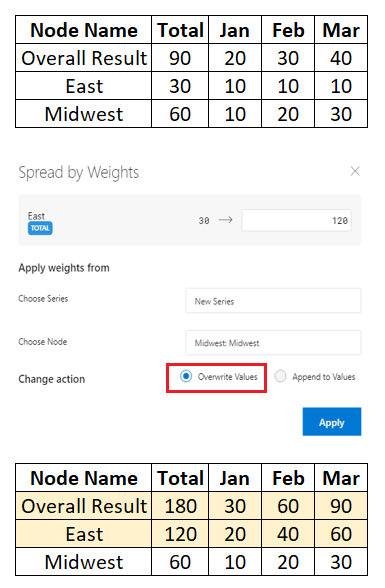 Node Name Total Jan Feb Mar
Overall Result 90 20 30 40
East 30 10 10 10
Midwest 60 10 20 30
Spread by Weights
East 30 → 120
TOTAL
Apply weights from
Choose Series New Series
Choose Node Midwest: Midwest
Change action Overwrite Values Append to Values
Apply
Node Name Total Jan Feb Mar
Overall Result 180 30 60 90
East 120 20 40 60
Midwest 60 10 20 30